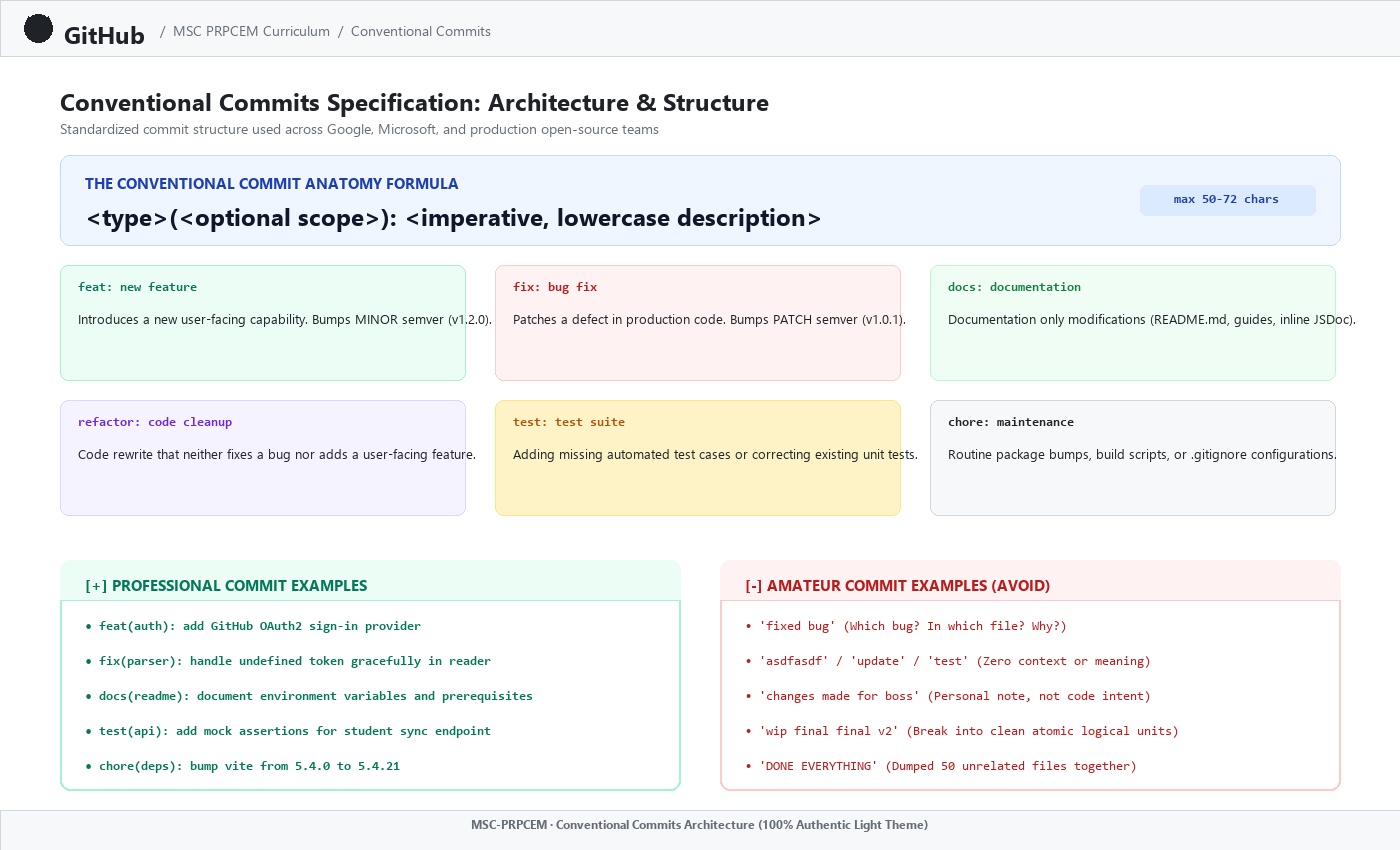 GitHub / MSC PRPCEM Curriculum / Conventional Commits
Conventional Commits Specification: Architecture & Structure
Standardized commit structure used across Google, Microsoft, and production open-source teams
THE CONVENTIONAL COMMIT ANATOMY FORMULA
<type>(<optional scope>): <imperative, lowercase description>
max 50-72 chars
feat: new feature
Introduces a new user-facing capability. Bumps MINOR semver (v1.2.0).
fix: bug fix
Patches a defect in production code. Bumps PATCH semver (v1.0.1).
docs: documentation
Documentation only modifications (README.md, guides, inline JSDoc).
refactor: code cleanup
Code rewrite that neither fixes a bug nor adds a user-facing feature.
test: test suite
Adding missing automated test cases or correcting existing unit tests.
chore: maintenance
Routine package bumps, build scripts, or .gitignore configurations.
[+] PROFESSIONAL COMMIT EXAMPLES
• feat(auth): add GitHub OAuth2 sign-in provider
• fix(parser): handle undefined token gracefully in reader
• docs(readme): document environment variables and prerequisites
• test(api): add mock assertions for student sync endpoint
• chore(deps): bump vite from 5.4.0 to 5.4.21
[-] AMATEUR COMMIT EXAMPLES (AVOID)
• 'fixed bug' (Which bug? In which file? Why?)
• 'asdfasdf' / 'update' / 'test' (Zero context or meaning)
• 'changes made for boss' (Personal note, not code intent)
• 'wip final final v2' (Break into clean atomic logical units)
• 'DONE EVERYTHING' (Dumped 50 unrelated files together)
MSC-PRPCEM · Conventional Commits Architecture (100% Authentic Light Theme)